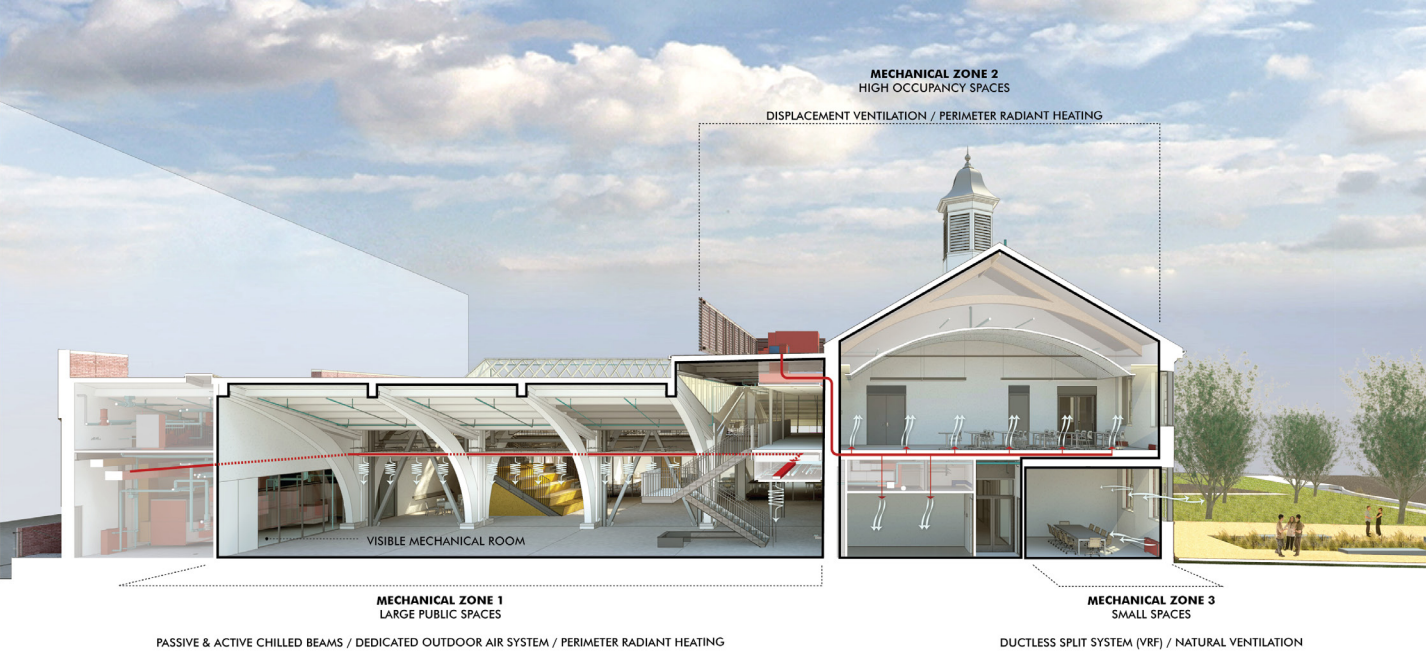 MECHANICAL ZONE 2
HIGH OCCUPANCY SPACES
DISPLACEMENT VENTILATION / PERIMETER RADIANT HEATING
VISIBLE MECHANICAL ROOM
MECHANICAL ZONE 1
LARGE PUBLIC SPACES
PASSIVE & ACTIVE CHILLED BEAMS / DEDICATED OUTDOOR AIR SYSTEM / PERIMETER RADIANT HEATING
MECHANICAL ZONE 3
SMALL SPACES
DUCTLESS SPLIT SYSTEM (VRF) / NATURAL VENTILATION